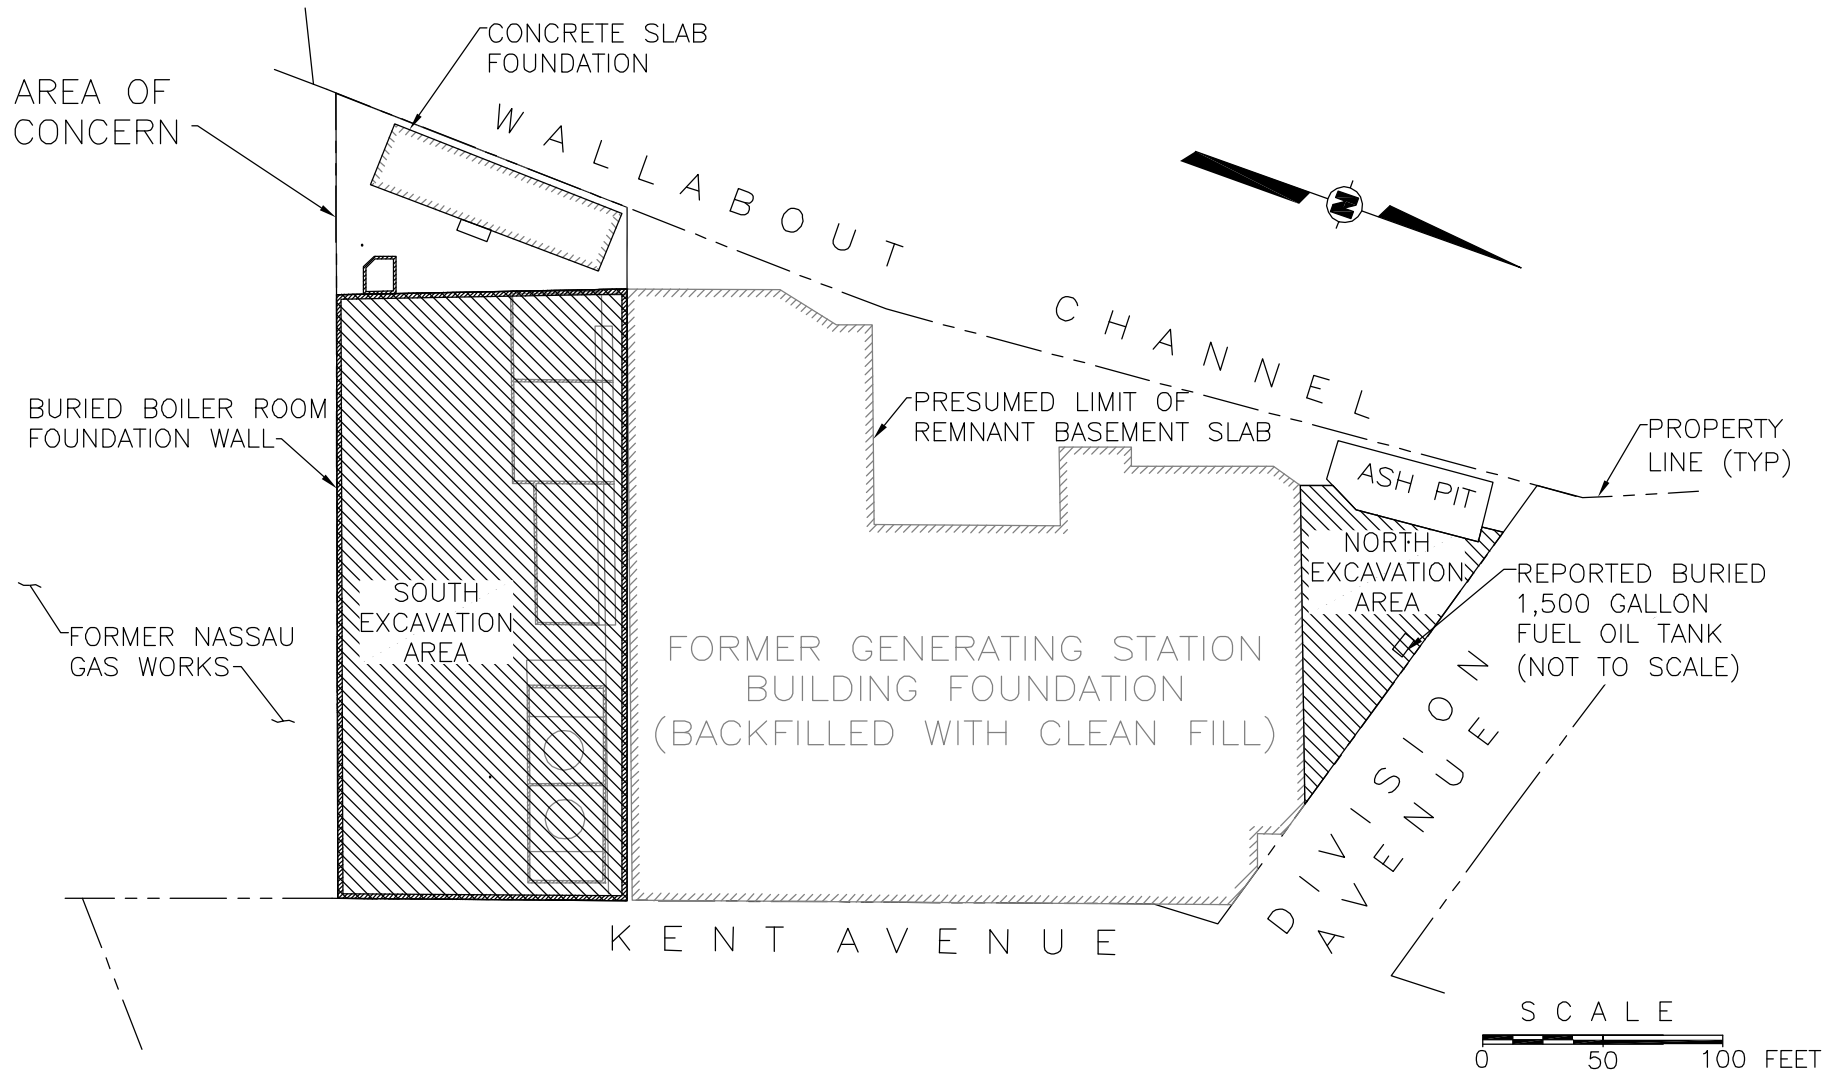 CONCRETE SLAB
FOUNDATION
AREA OF
CONCERN
WALLABOUT
CHANNEL
N
BURIED BOILER ROOM
FOUNDATION WALL
PRESUMED LIMIT OF
REMNANT BASEMENT SLAB
PROPERTY
LINE (TYP)
ASH PIT
NORTH
EXCAVATION
AREA
REPORTED BURIED
1,500 GALLON
FUEL OIL TANK
(NOT TO SCALE)
SOUTH
EXCAVATION
AREA
FORMER NASSAU
GAS WORKS
FORMER GENERATING STATION
BUILDING FOUNDATION
(BACKFILLED WITH CLEAN FILL)
DIVISION
AVENUE
KENT AVENUE
SCALE
0 50 100 FEET